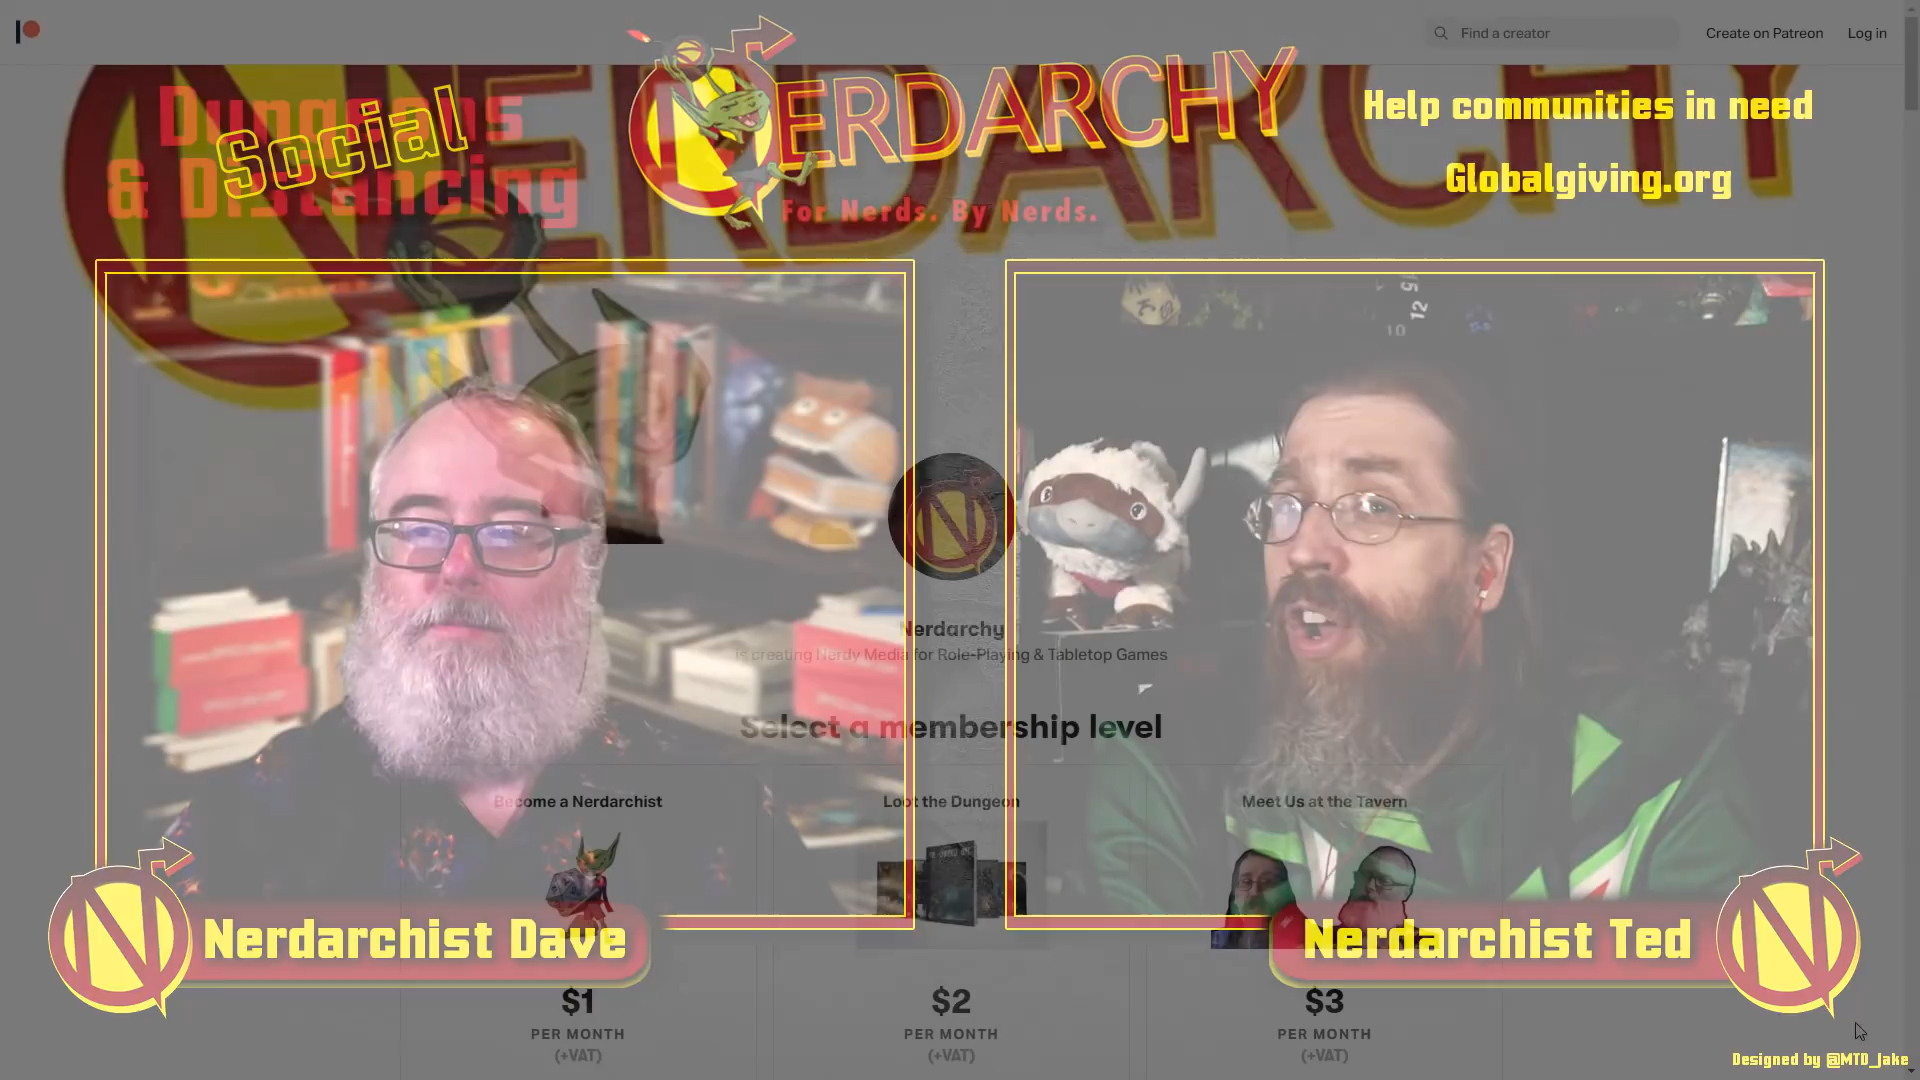 Find a creator
Create on Patreon
Log in
NERDARCHY
Dungeons
Social
& Distancing
NERDARCHY
For Nerds. By Nerds.
Help communities in need
Globalgiving.org
12
10
N
Nerdarchy
is creating Nerdy Media for Role-Playing & Tabletop Games
Select a membership level
Become a Nerdarchist
Loot the Dungeon
Meet Us at the Tavern
N
Nerdarchist Dave
Nerdarchist Ted
N
$1
$2
$3
PER MONTH
PER MONTH
PER MONTH
(+VAT)
(+VAT)
(+VAT)
Designed by @MTD_Jake